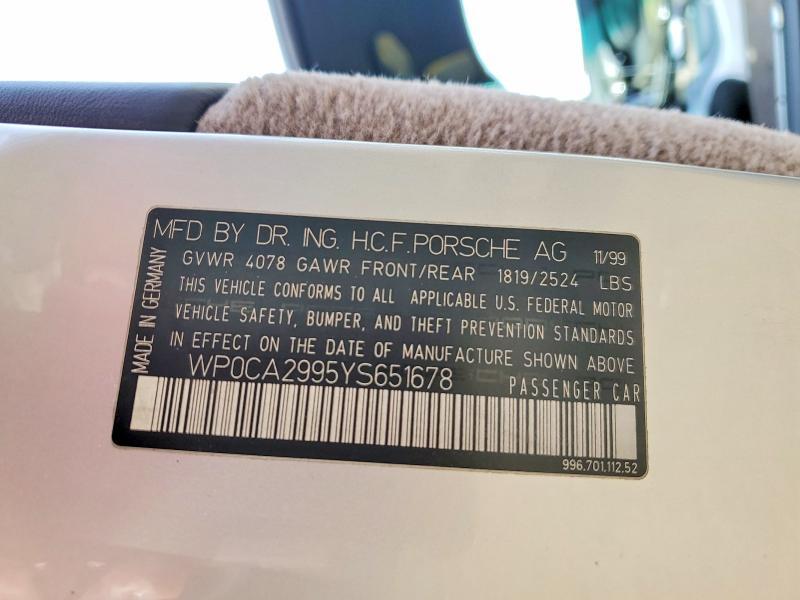 MFD BY DR. ING. H.C.F. PORSCHE AG 11/99
GVWR 4078 GAWR FRONT/REAR 1819/2524 LBS
THIS VEHICLE CONFORMS TO ALL APPLICABLE U.S. FEDERAL MOTOR
VEHICLE SAFETY, BUMPER, AND THEFT PREVENTION STANDARDS
IN EFFECT ON THE DATE OF MANUFACTURE SHOWN ABOVE
WP0CA2995YS651678 PASSENGER CAR
996.701.112.52
MADE IN GERMANY